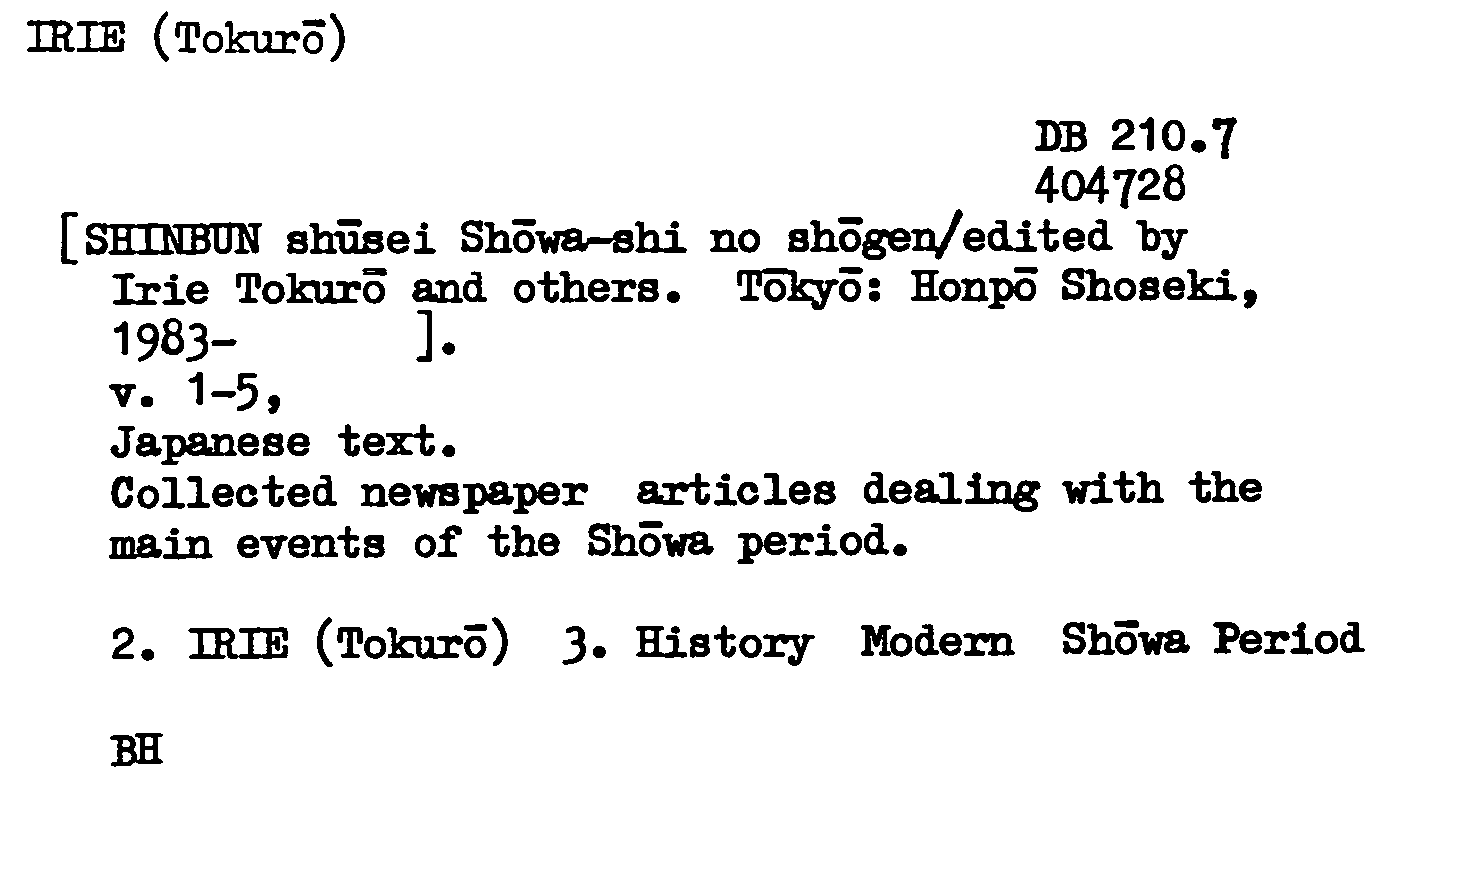 IRIE (Tokurō)
DB 210.7
404728
[SHINBUN shūsei Shōwa-shi no shōgen/edited by
Irie Tokurō and others. Tōkyō: Honpō Shoseki,
1983- ].
v. 1-5,
Japanese text.
Collected newspaper articles dealing with the
main events of the Shōwa period.
2. IRIE (Tokurō) 3. History Modern Shōwa Period
BH